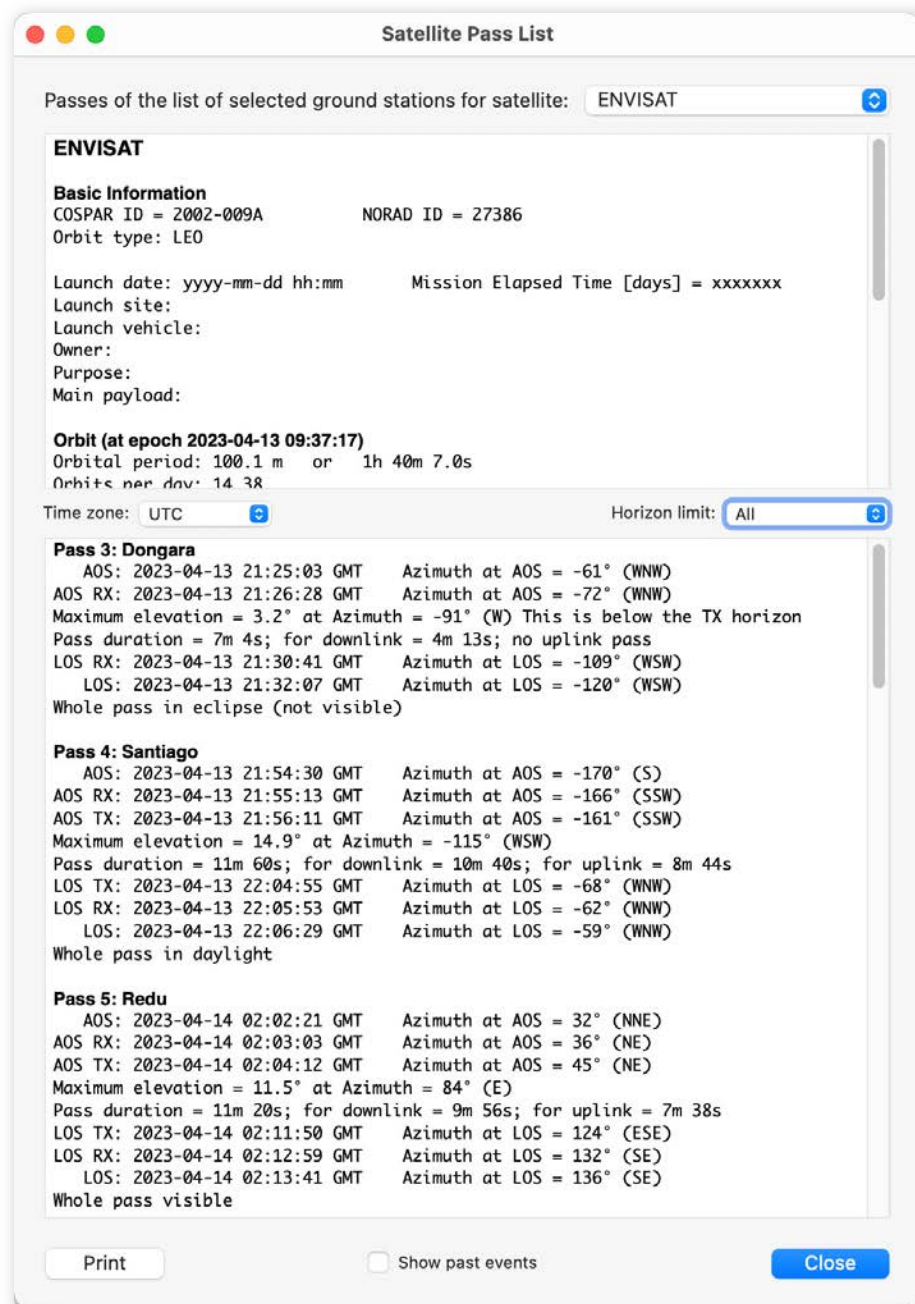 Satellite Pass List
Passes of the list of selected ground stations for satellite: ENVISAT
ENVISAT
Basic Information
COSPAR ID = 2002-009A NORAD ID = 27386
Orbit type: LEO
Launch date: yyyy-mm-dd hh:mm Mission Elapsed Time [days] = xxxxxxx
Launch site:
Launch vehicle:
Owner:
Purpose:
Main payload:
Orbit (at epoch 2023-04-13 09:37:17)
Orbital period: 100.1 m or 1h 40m 7.0s
Orbits per day: 14.38
Time zone: UTC Horizon limit: All
Pass 3: Dongara
AOS: 2023-04-13 21:25:03 GMT Azimuth at AOS = -61° (WNW)
AOS RX: 2023-04-13 21:26:28 GMT Azimuth at AOS = -72° (WNW)
Maximum elevation = 3.2° at Azimuth = -91° (W) This is below the TX horizon
Pass duration = 7m 4s; for downlink = 4m 13s; no uplink pass
LOS RX: 2023-04-13 21:30:41 GMT Azimuth at LOS = -109° (WSW)
LOS: 2023-04-13 21:32:07 GMT Azimuth at LOS = -120° (WSW)
Whole pass in eclipse (not visible)
Pass 4: Santiago
AOS: 2023-04-13 21:54:30 GMT Azimuth at AOS = -170° (S)
AOS RX: 2023-04-13 21:55:13 GMT Azimuth at AOS = -166° (SSW)
AOS TX: 2023-04-13 21:56:11 GMT Azimuth at AOS = -161° (SSW)
Maximum elevation = 14.9° at Azimuth = -115° (WSW)
Pass duration = 11m 60s; for downlink = 10m 40s; for uplink = 8m 44s
LOS TX: 2023-04-13 22:04:55 GMT Azimuth at LOS = -68° (WNW)
LOS RX: 2023-04-13 22:05:53 GMT Azimuth at LOS = -62° (WNW)
LOS: 2023-04-13 22:06:29 GMT Azimuth at LOS = -59° (WNW)
Whole pass in daylight
Pass 5: Redu
AOS: 2023-04-14 02:02:21 GMT Azimuth at AOS = 32° (NNE)
AOS RX: 2023-04-14 02:03:03 GMT Azimuth at AOS = 36° (NE)
AOS TX: 2023-04-14 02:04:12 GMT Azimuth at AOS = 45° (NE)
Maximum elevation = 11.5° at Azimuth = 84° (E)
Pass duration = 11m 20s; for downlink = 9m 56s; for uplink = 7m 38s
LOS TX: 2023-04-14 02:11:50 GMT Azimuth at LOS = 124° (ESE)
LOS RX: 2023-04-14 02:12:59 GMT Azimuth at LOS = 132° (SE)
LOS: 2023-04-14 02:13:41 GMT Azimuth at LOS = 136° (SE)
Whole pass visible
Print Show past events Close